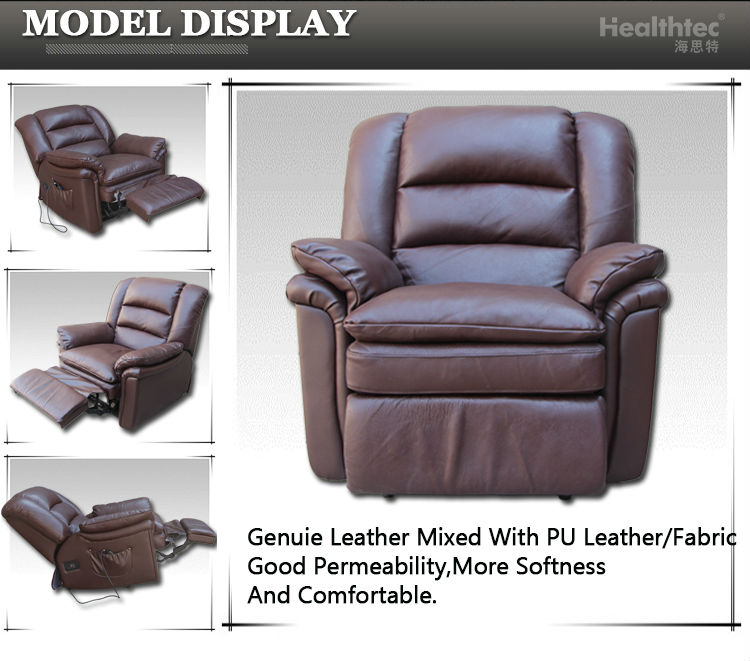 MODEL DISPLAY
Healthtec®
海思特
Genuie Leather Mixed With PU Leather/Fabric
Good Permeability,More Softness
And Comfortable.